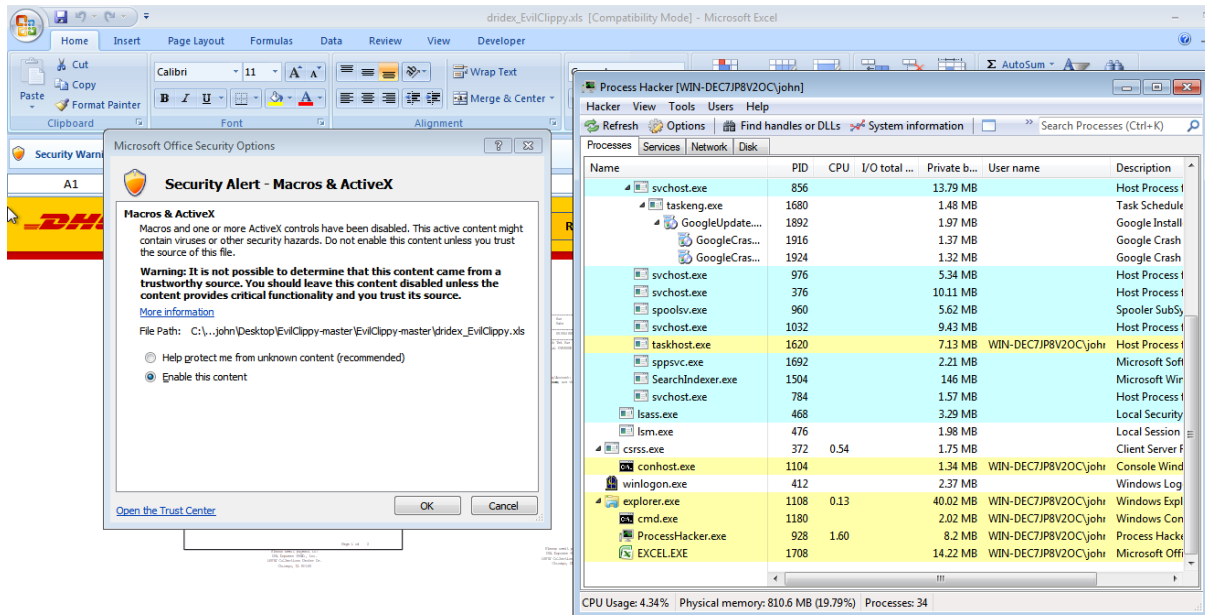 dridex_EvilClippy.xls [Compatibility Mode] - Microsoft Excel
Home Insert Page Layout Formulas Data Review View Developer
Cut
Copy
Paste
Format Painter
Clipboard
Calibri 11 A A
B I U A
Font
Wrap Text
Merge & Center
Alignment
Σ AutoSum
Security Warni
A1
DH
R
Microsoft Office Security Options
Security Alert - Macros & ActiveX
Macros & ActiveX
Macros and one or more ActiveX controls have been disabled. This active content might
contain viruses or other security hazards. Do not enable this content unless you trust
the source of this file.
Warning: It is not possible to determine that this content came from a
trustworthy source. You should leave this content disabled unless the
content provides critical functionality and you trust its source.
More information
File Path: C:\...john\Desktop\EvilClippy-master\EvilClippy-master\dridex_EvilClippy.xls
Help protect me from unknown content (recommended)
Enable this content
Open the Trust Center
OK Cancel
Process Hacker [WIN-DEC7JP8V2OC\john]
Hacker View Tools Users Help
Refresh Options Find handles or DLLs System information » Search Processes (Ctrl+K)
Processes Services Network Disk
Name PID CPU I/O total ... Private b... User name Description
svchost.exe 856 13.79 MB Host Process f
taskeng.exe 1680 1.48 MB Task Schedule
GoogleUpdate.... 1892 1.97 MB Google Install
GoogleCras... 1916 1.37 MB Google Crash
GoogleCras... 1924 1.32 MB Google Crash
svchost.exe 976 5.34 MB Host Process f
svchost.exe 376 10.11 MB Host Process f
spoolsv.exe 960 5.62 MB Spooler SubSy
svchost.exe 1032 9.43 MB Host Process f
taskhost.exe 1620 7.13 MB WIN-DEC7JP8V2OC\john Host Process f
sppsvc.exe 1692 2.21 MB Microsoft Soft
SearchIndexer.exe 1504 146 MB Microsoft Win
svchost.exe 784 1.57 MB Host Process f
lsass.exe 468 3.29 MB Local Security
lsm.exe 476 1.98 MB Local Session
csrss.exe 372 0.54 1.75 MB Client Server R
conhost.exe 1104 1.34 MB WIN-DEC7JP8V2OC\john Console Wind
winlogon.exe 412 2.37 MB Windows Log
explorer.exe 1108 0.13 40.02 MB WIN-DEC7JP8V2OC\john Windows Expl
cmd.exe 1180 2.02 MB WIN-DEC7JP8V2OC\john Windows Con
ProcessHacker.exe 928 1.60 8.2 MB WIN-DEC7JP8V2OC\john Process Hacke
EXCEL.EXE 1708 14.22 MB WIN-DEC7JP8V2OC\john Microsoft Offi
CPU Usage: 4.34% Physical memory: 810.6 MB (19.79%) Processes: 34